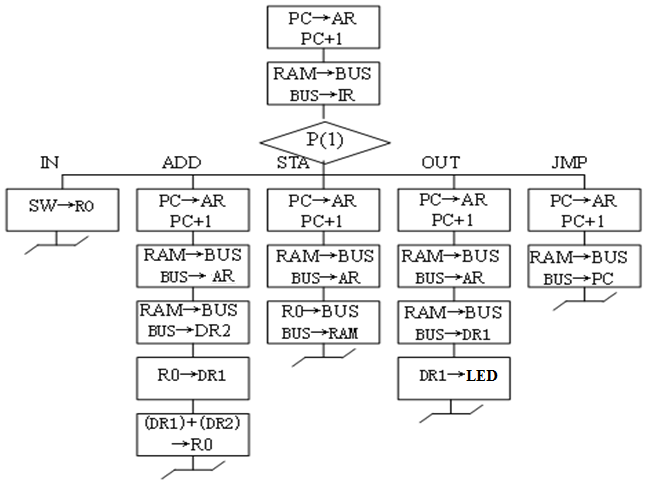 PC→AR
PC+1
RAM→BUS
BUS→IR
P(1)
IN
ADD
STA
OUT
JMP
SW→R0
PC→AR
PC+1
RAM→BUS
BUS→ AR
RAM→BUS
BUS→DR2
R0→DR1
(DR1)+(DR2)
→R0
PC→AR
PC+1
RAM→BUS
BUS→AR
R0→BUS
BUS→RAM
PC→AR
PC+1
RAM→BUS
BUS→AR
RAM→BUS
BUS→DR1
DR1→LED
PC→AR
PC+1
RAM→BUS
BUS→PC